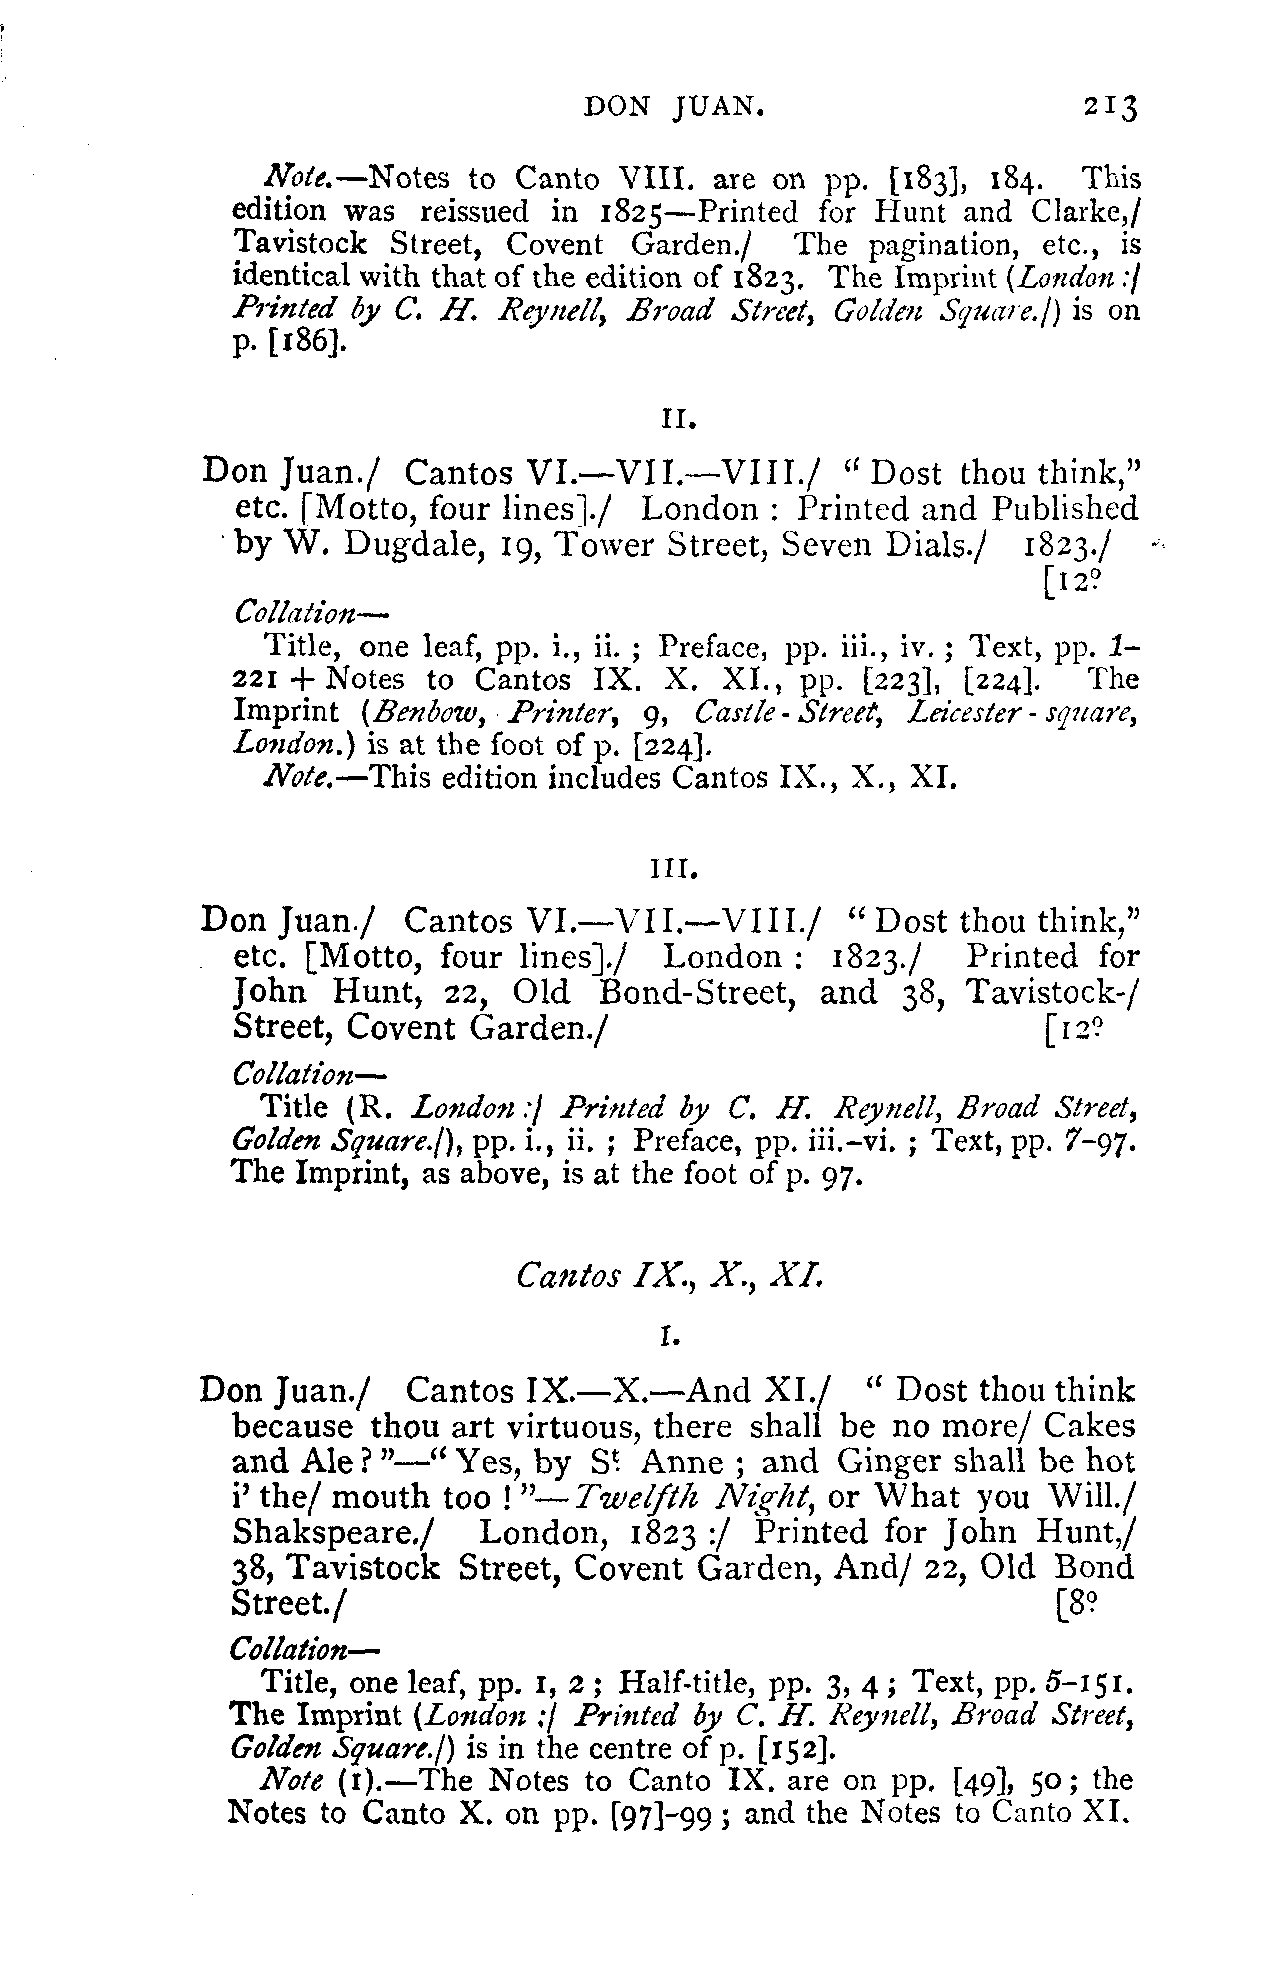 DON JUAN. 213
Note.—Notes to Canto VIII. are on pp. [183], 184. This
edition was reissued in 1825—Printed for Hunt and Clarke,/
Tavistock Street, Covent Garden./ The pagination, etc., is
identical with that of the edition of 1823. The Imprint (London :/
Printed by C. H. Reynell, Broad Street, Golden Square./) is on
p. [186].
II.
Don Juan./ Cantos VI.—VII.—VIII./ “ Dost thou think,”
etc. [Motto, four lines]./ London : Printed and Published
by W. Dugdale, 19, Tower Street, Seven Dials./ 1823./
[12º
Collation—
Title, one leaf, pp. i., ii. ; Preface, pp. iii., iv. ; Text, pp. 1–
221 + Notes to Cantos IX. X. XI., pp. [223], [224]. The
Imprint (Benbow, Printer, 9, Castle-Street, Leicester-square,
London.) is at the foot of p. [224].
Note.—This edition includes Cantos IX., X., XI.
III.
Don Juan./ Cantos VI.—VII.—VIII./ “ Dost thou think,”
etc. [Motto, four lines]./ London : 1823./ Printed for
John Hunt, 22, Old Bond-Street, and 38, Tavistock-/
Street, Covent Garden./ [12º
Collation—
Title (R. London :/ Printed by C. H. Reynell, Broad Street,
Golden Square./), pp. i., ii. ; Preface, pp. iii.–vi. ; Text, pp. 7–97.
The Imprint, as above, is at the foot of p. 97.
Cantos IX., X., XI.
I.
Don Juan./ Cantos IX.—X.—And XI./ “ Dost thou think
because thou art virtuous, there shall be no more/ Cakes
and Ale ? ”—“ Yes, by St Anne ; and Ginger shall be hot
i’ the/ mouth too ! ”—Twelfth Night, or What you Will./
Shakspeare./ London, 1823 :/ Printed for John Hunt,/
38, Tavistock Street, Covent Garden, And/ 22, Old Bond
Street./ [8º
Collation—
Title, one leaf, pp. 1, 2 ; Half-title, pp. 3, 4 ; Text, pp. 5–151.
The Imprint (London :/ Printed by C. H. Reynell, Broad Street,
Golden Square./) is in the centre of p. [152].
Note (1).—The Notes to Canto IX. are on pp. [49], 50 ; the
Notes to Canto X. on pp. [97]–99 ; and the Notes to Canto XI.